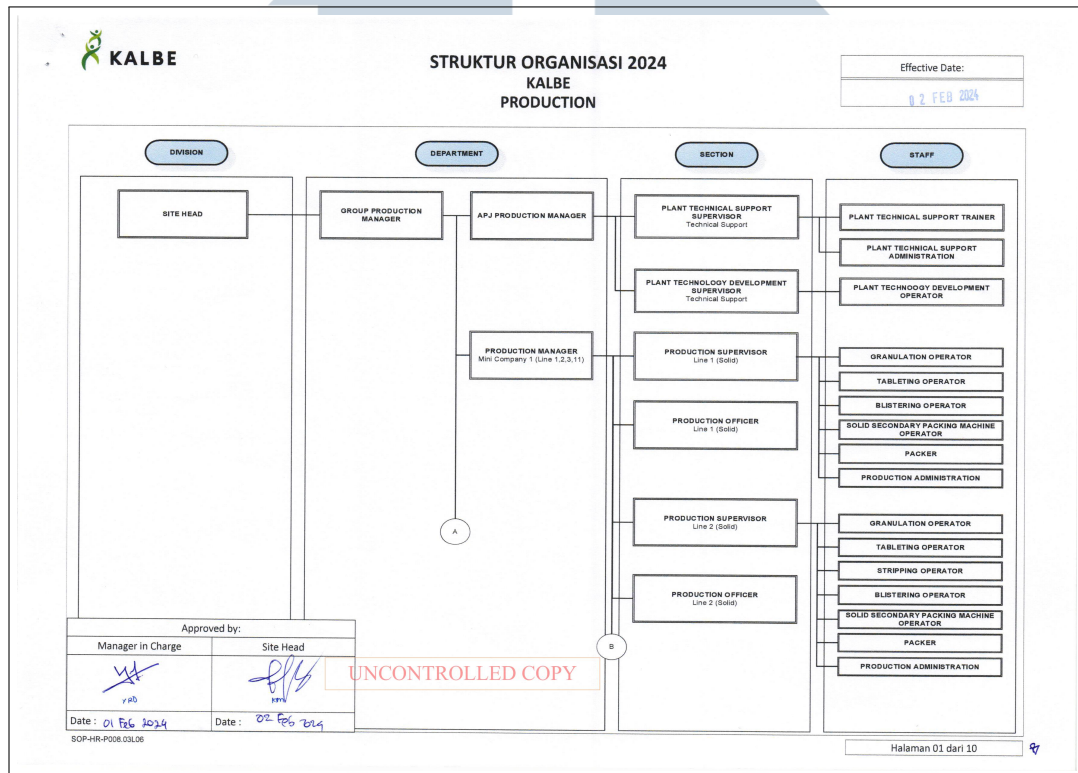 KALBE
STRUKTUR ORGANISASI 2024
KALBE
PRODUCTION
Effective Date:
02 FEB 2024
DIVISION
DEPARTMENT
SECTION
STAFF
SITE HEAD
GROUP PRODUCTION
MANAGER
APJ PRODUCTION MANAGER
PLANT TECHNICAL SUPPORT
SUPERVISOR
Technical Support
PLANT TECHNICAL SUPPORT TRAINER
PLANT TECHNICAL SUPPORT
ADMINISTRATION
PLANT TECHNOLOGY DEVELOPMENT
SUPERVISOR
Technical Support
PLANT TECHNOOGY DEVELOPMENT
OPERATOR
PRODUCTION MANAGER
Mini Company 1 (Line 1,2,3,11)
PRODUCTION SUPERVISOR
Line 1 (Solid)
GRANULATION OPERATOR
TABLETING OPERATOR
BLISTERING OPERATOR
SOLID SECONDARY PACKING MACHINE
OPERATOR
PACKER
PRODUCTION ADMINISTRATION
PRODUCTION OFFICER
Line 1 (Solid)
A
PRODUCTION SUPERVISOR
Line 2 (Solid)
GRANULATION OPERATOR
TABLETING OPERATOR
STRIPPING OPERATOR
BLISTERING OPERATOR
SOLID SECONDARY PACKING MACHINE
OPERATOR
PACKER
PRODUCTION ADMINISTRATION
PRODUCTION OFFICER
Line 2 (Solid)
B
Approved by:
Manager in Charge
Site Head
YRD
Date : 01 Feb 2024
Date : 02 Feb 2024
UNCONTROLLED COPY
SOP-HR-P008.03L06
Halaman 01 dari 10